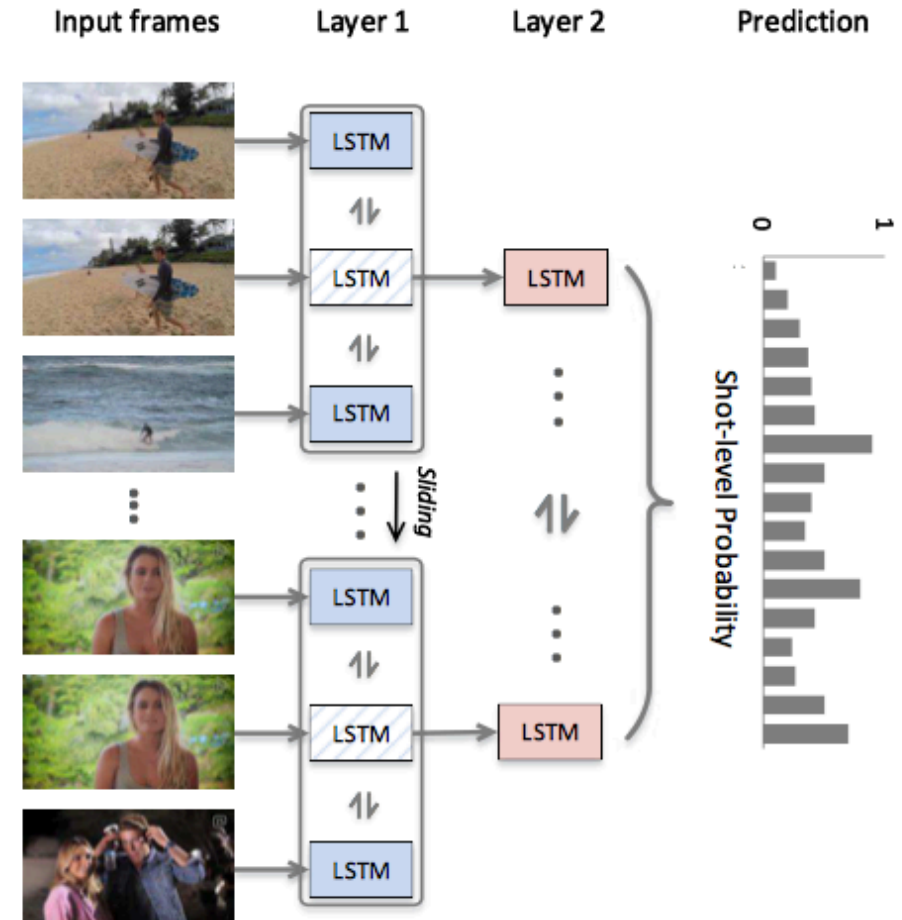 Input frames
Layer 1
Layer 2
Prediction
LSTM
LSTM
LSTM
LSTM
LSTM
Sliding
LSTM
LSTM
LSTM
LSTM
0
1
Shot-level Probability